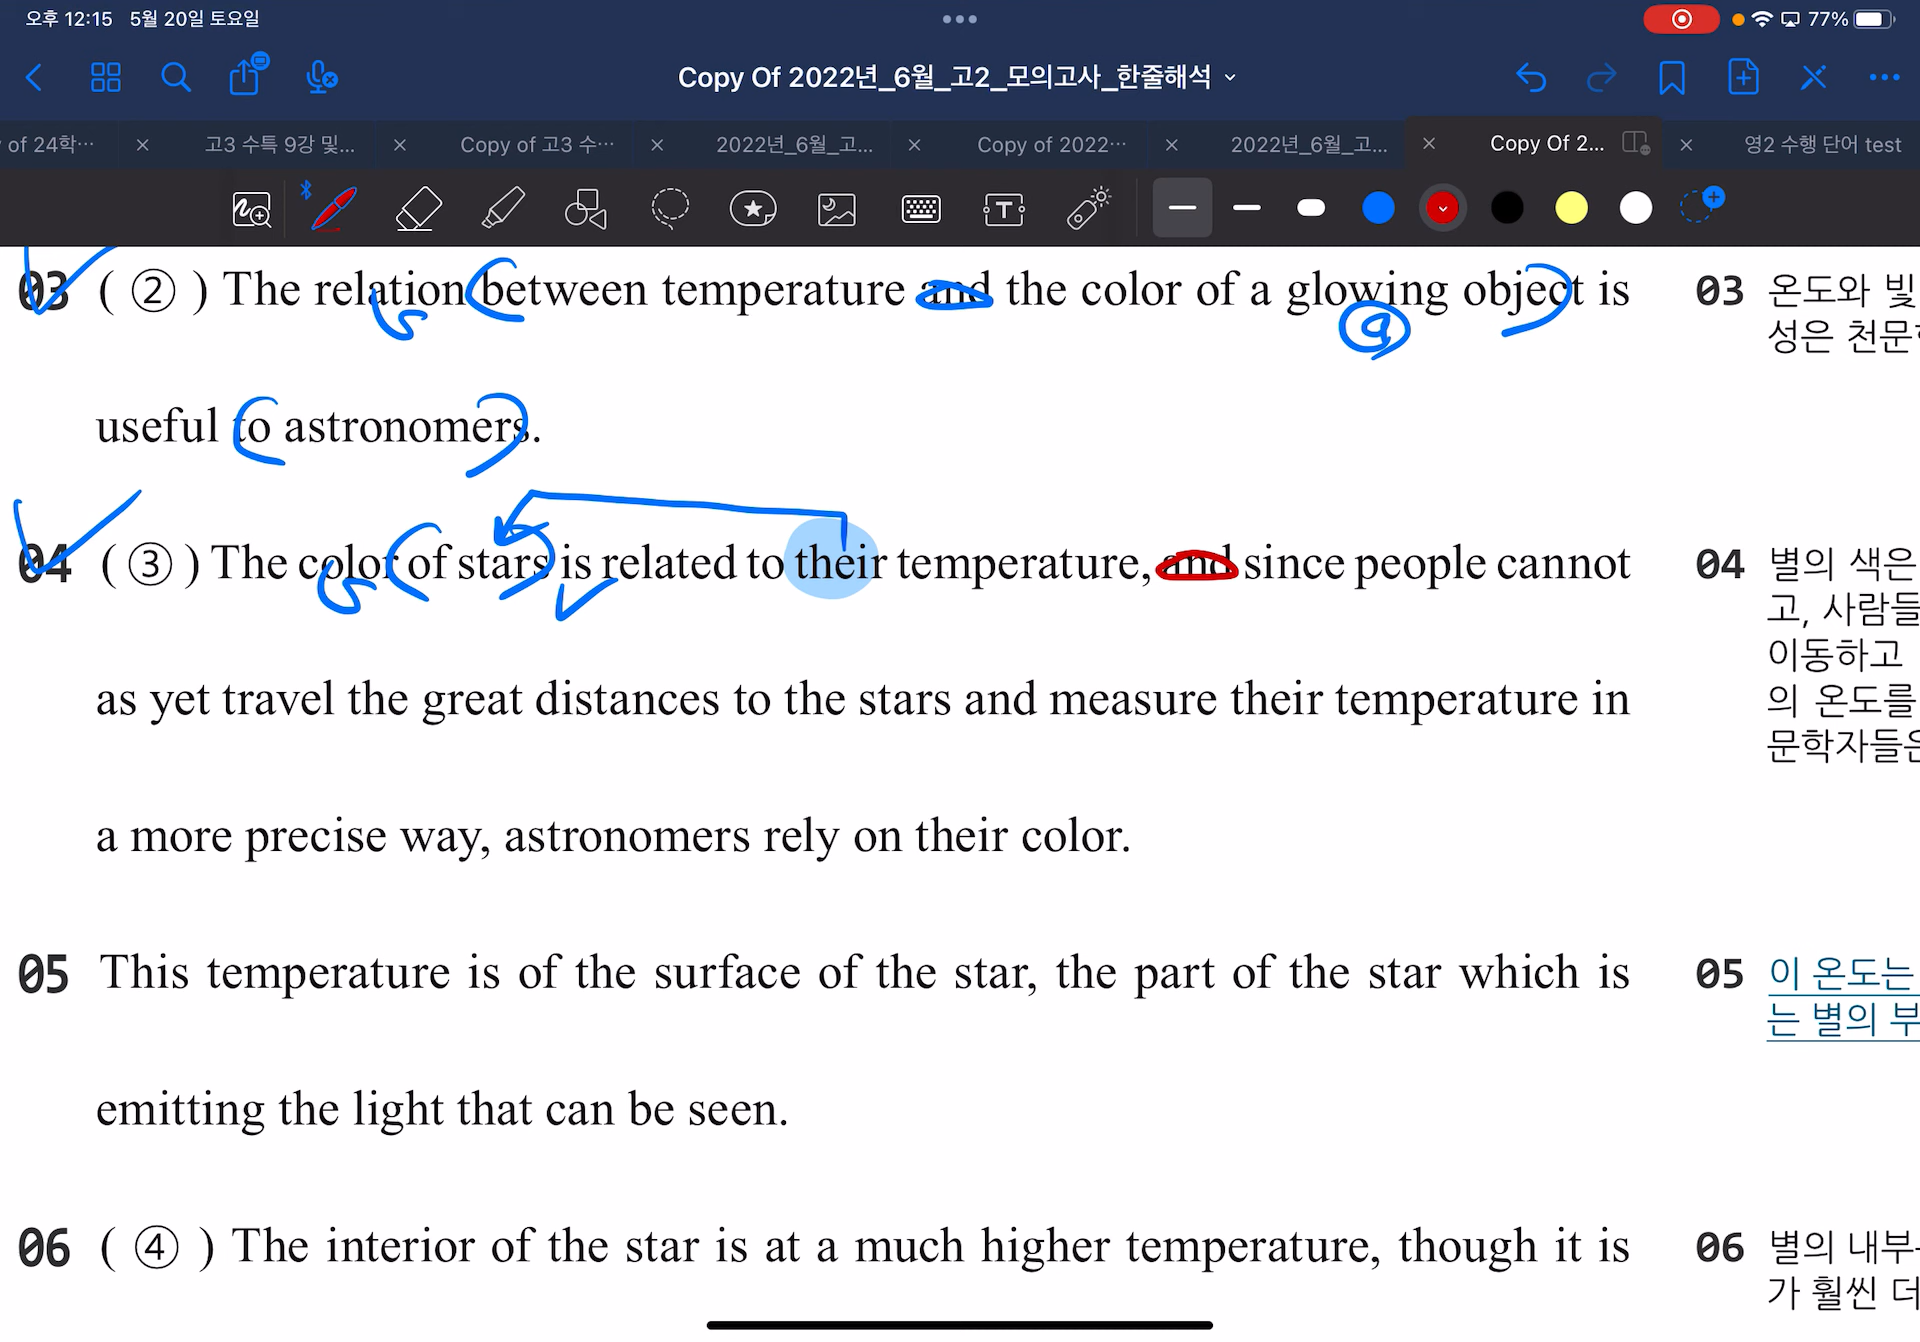 오후 12:15 5월 20일 토요일
77%
Copy Of 2022년_6월_고2_모의고사_한줄해석
of 24학… 고3 수특 9강 및... Copy of 고3 수… 2022년_6월_고... Copy of 2022… 2022년_6월_고... Copy Of 2... 영2 수행 단어 test
03 ( ② ) The relation between temperature and the color of a glowing object is
useful to astronomers.
04 ( ③ ) The color of stars is related to their temperature, and since people cannot
as yet travel the great distances to the stars and measure their temperature in
a more precise way, astronomers rely on their color.
05 This temperature is of the surface of the star, the part of the star which is
emitting the light that can be seen.
06 ( ④ ) The interior of the star is at a much higher temperature, though it is
03 온도와 빛
성은 천문학
04 별의 색은
고, 사람들
이동하고
의 온도를
문학자들은
05 이 온도는
는 별의 부
06 별의 내부
가 훨씬 더